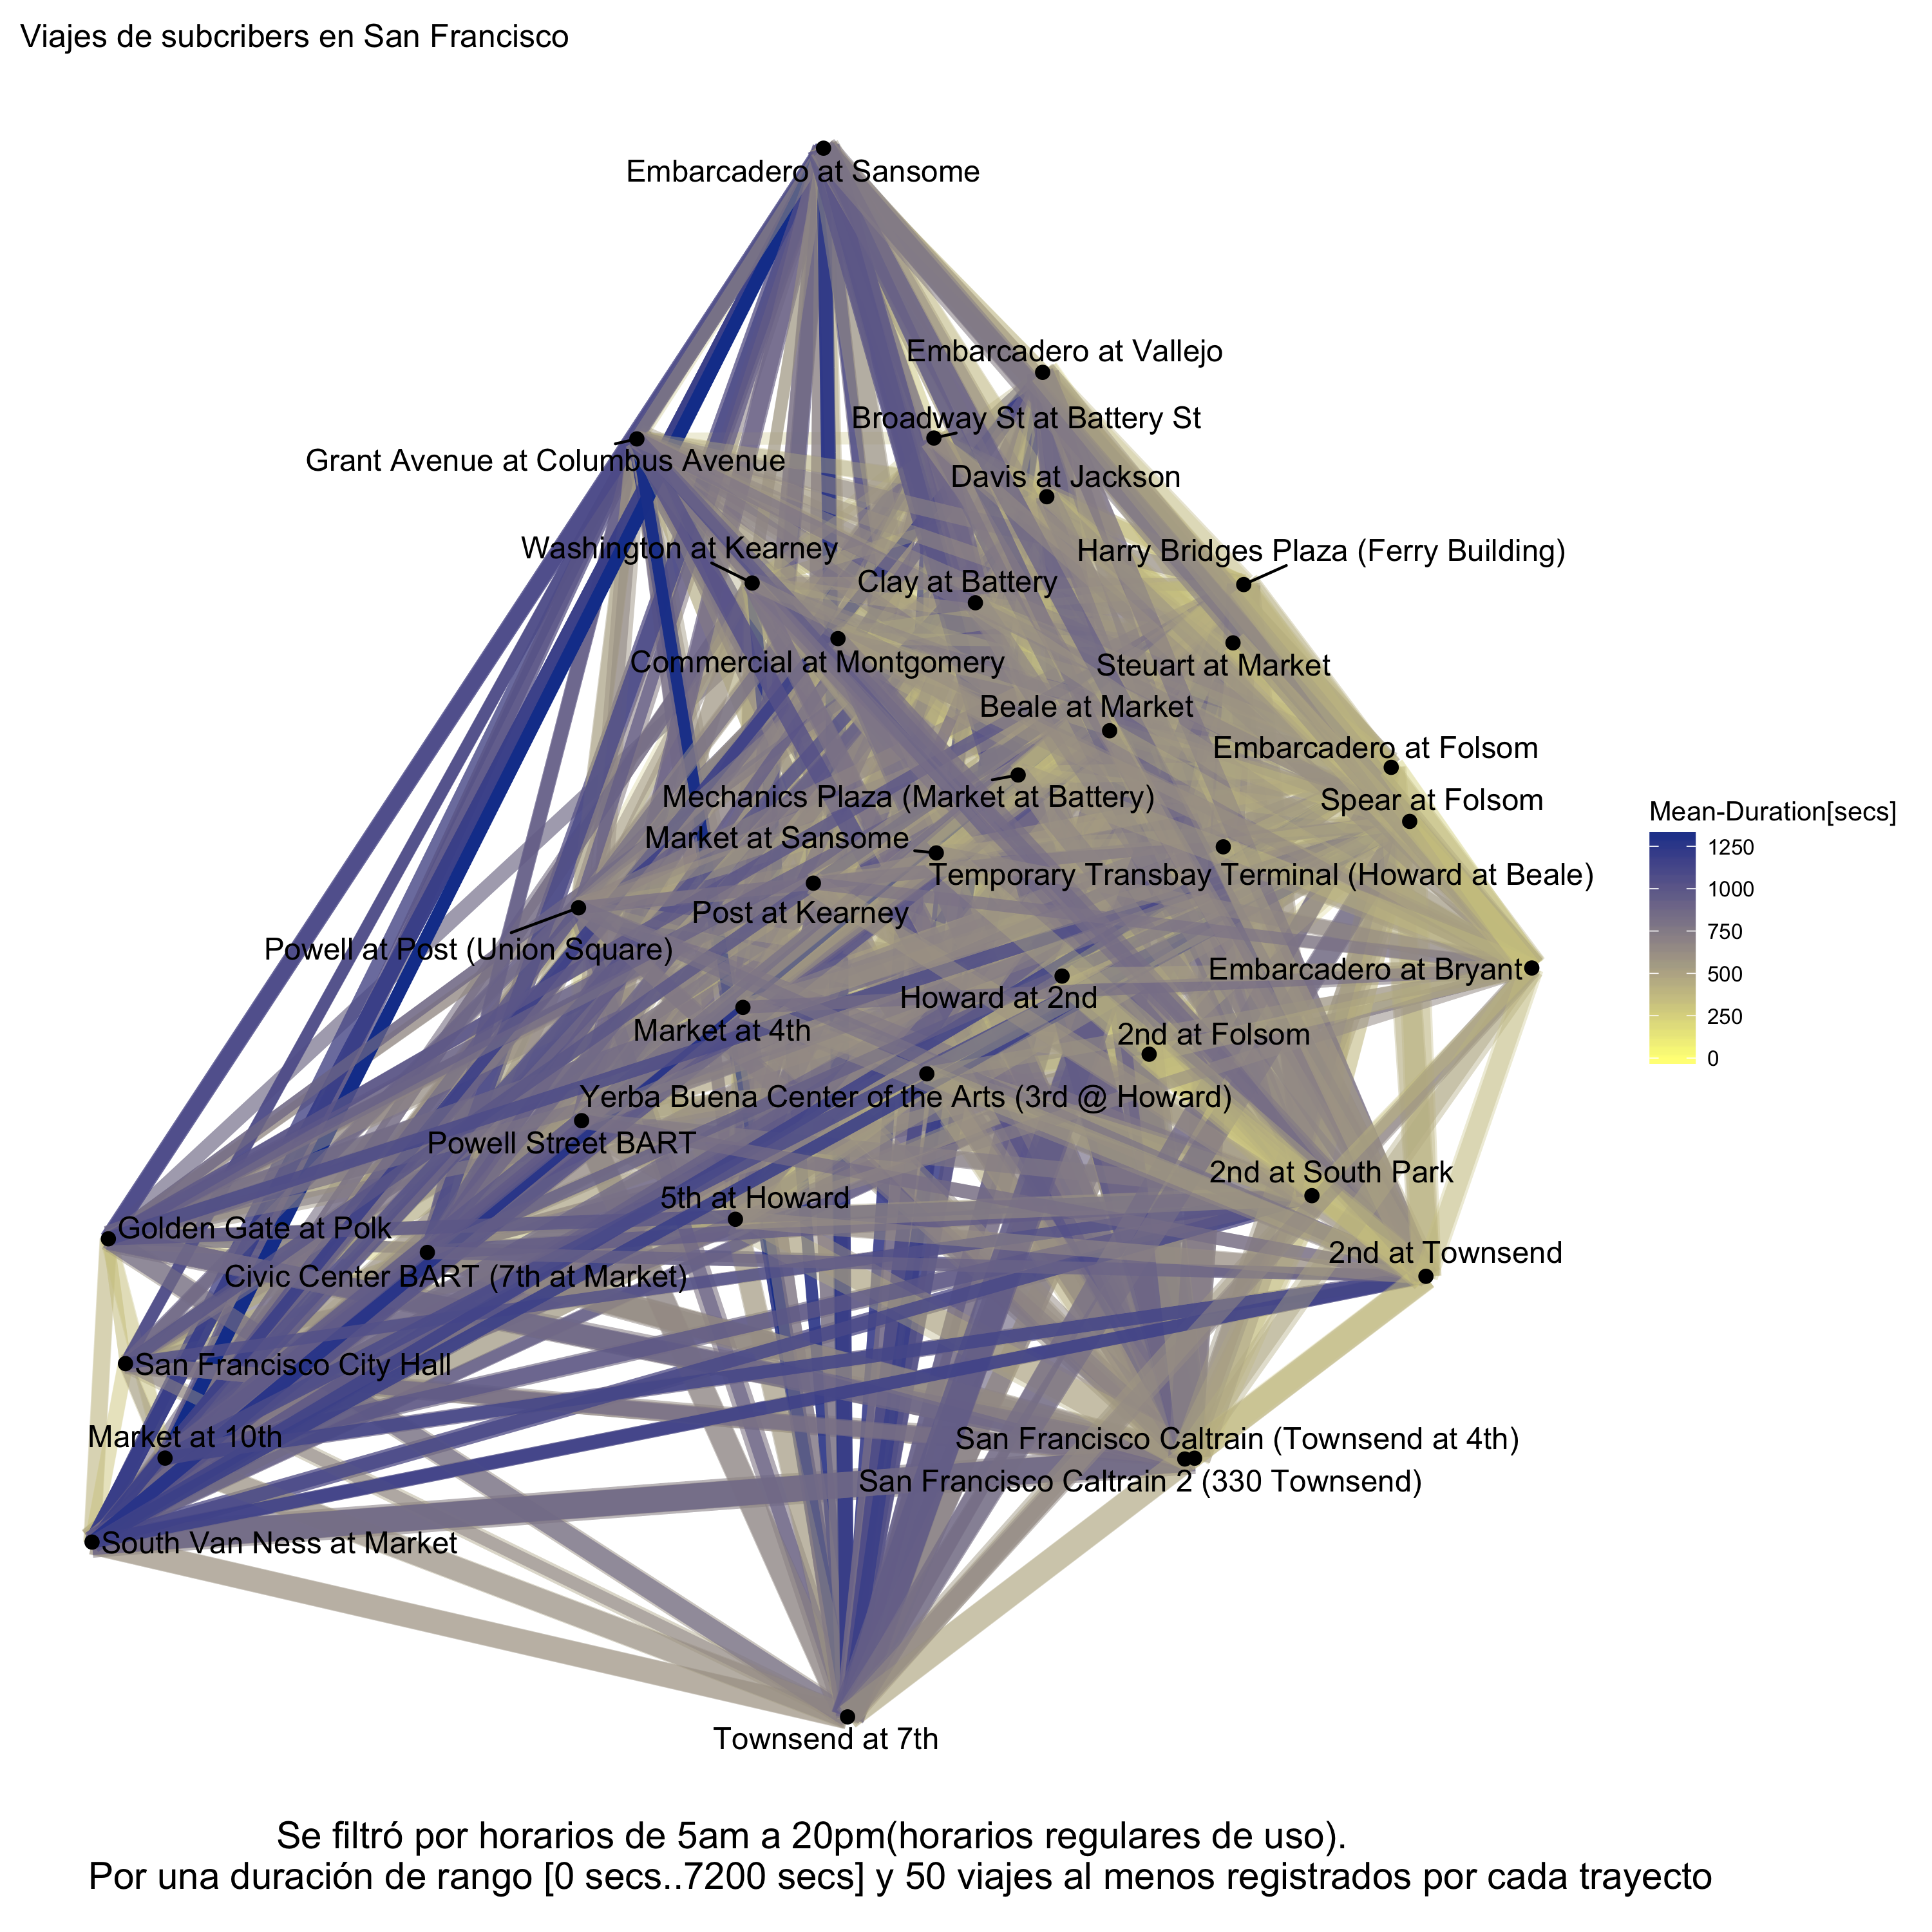 Viajes de subcribers en San Francisco
Embarcadero at Sansome
Embarcadero at Vallejo
Broadway St at Battery St
Grant Avenue at Columbus Avenue
Davis at Jackson
Washington at Kearney
Harry Bridges Plaza (Ferry Building)
Clay at Battery
Commercial at Montgomery
Steuart at Market
Beale at Market
Embarcadero at Folsom
Mechanics Plaza (Market at Battery)
Spear at Folsom
Market at Sansome
Temporary Transbay Terminal (Howard at Beale)
Post at Kearney
Powell at Post (Union Square)
Embarcadero at Bryant
Howard at 2nd
Market at 4th
2nd at Folsom
Yerba Buena Center of the Arts (3rd @ Howard)
Powell Street BART
2nd at South Park
5th at Howard
Golden Gate at Polk
2nd at Townsend
Civic Center BART (7th at Market)
San Francisco City Hall
Market at 10th
San Francisco Caltrain (Townsend at 4th)
San Francisco Caltrain 2 (330 Townsend)
South Van Ness at Market
Townsend at 7th
Mean-Duration[secs]
1250
1000
750
500
250
0
Se filtró por horarios de 5am a 20pm(horarios regulares de uso).
Por una duración de rango [0 secs..7200 secs] y 50 viajes al menos registrados por cada trayecto